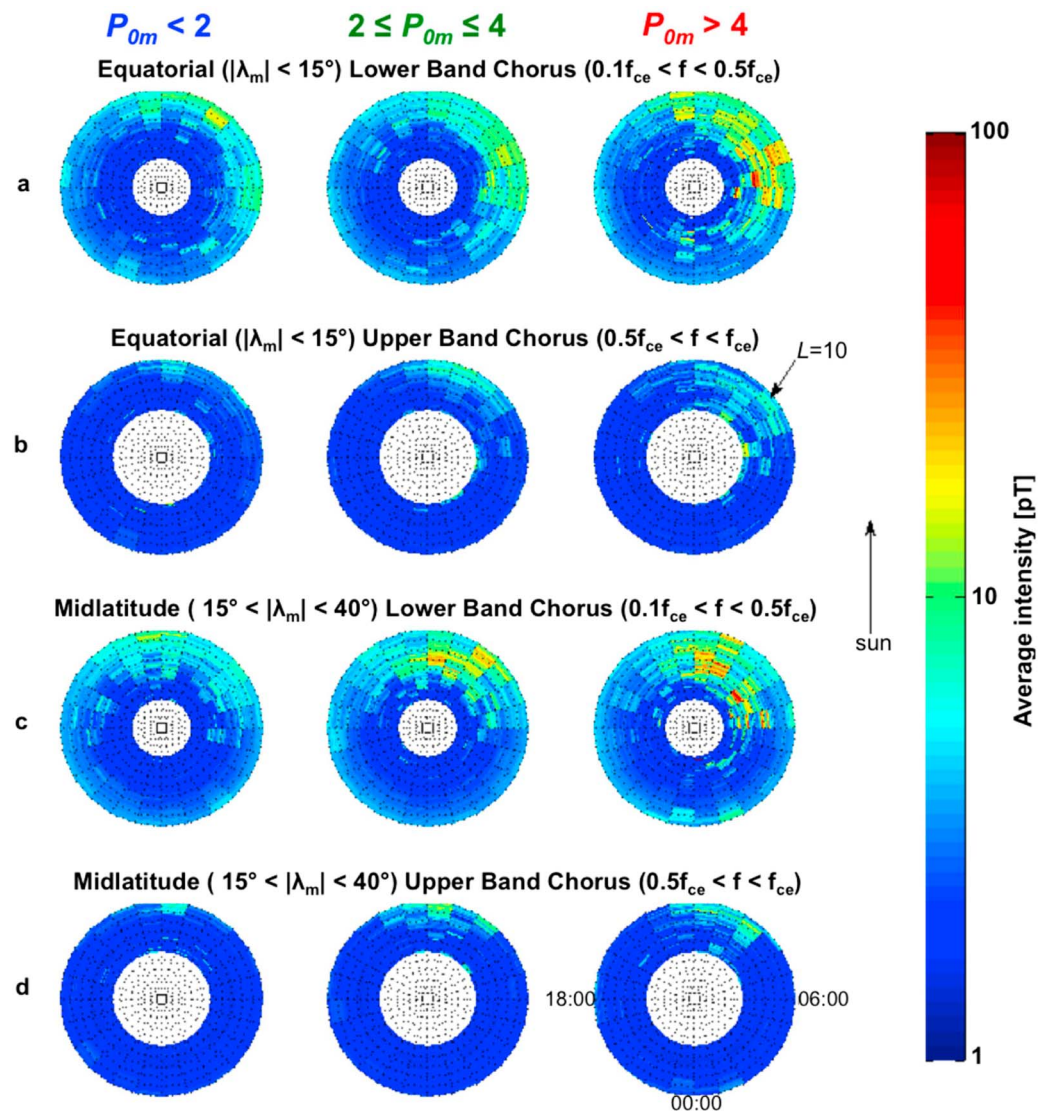 P0m < 2 2 ≤ P0m ≤ 4 P0m > 4
Equatorial (|λm| < 15°) Lower Band Chorus (0.1fce < f < 0.5fce)
100
a
Equatorial (|λm| < 15°) Upper Band Chorus (0.5fce < f < fce)
L=10
b
10
Average intensity [pT]
sun
Midlatitude ( 15° < |λm| < 40°) Lower Band Chorus (0.1fce < f < 0.5fce)
c
Midlatitude ( 15° < |λm| < 40°) Upper Band Chorus (0.5fce < f < fce)
d
18:00 06:00
1
00:00